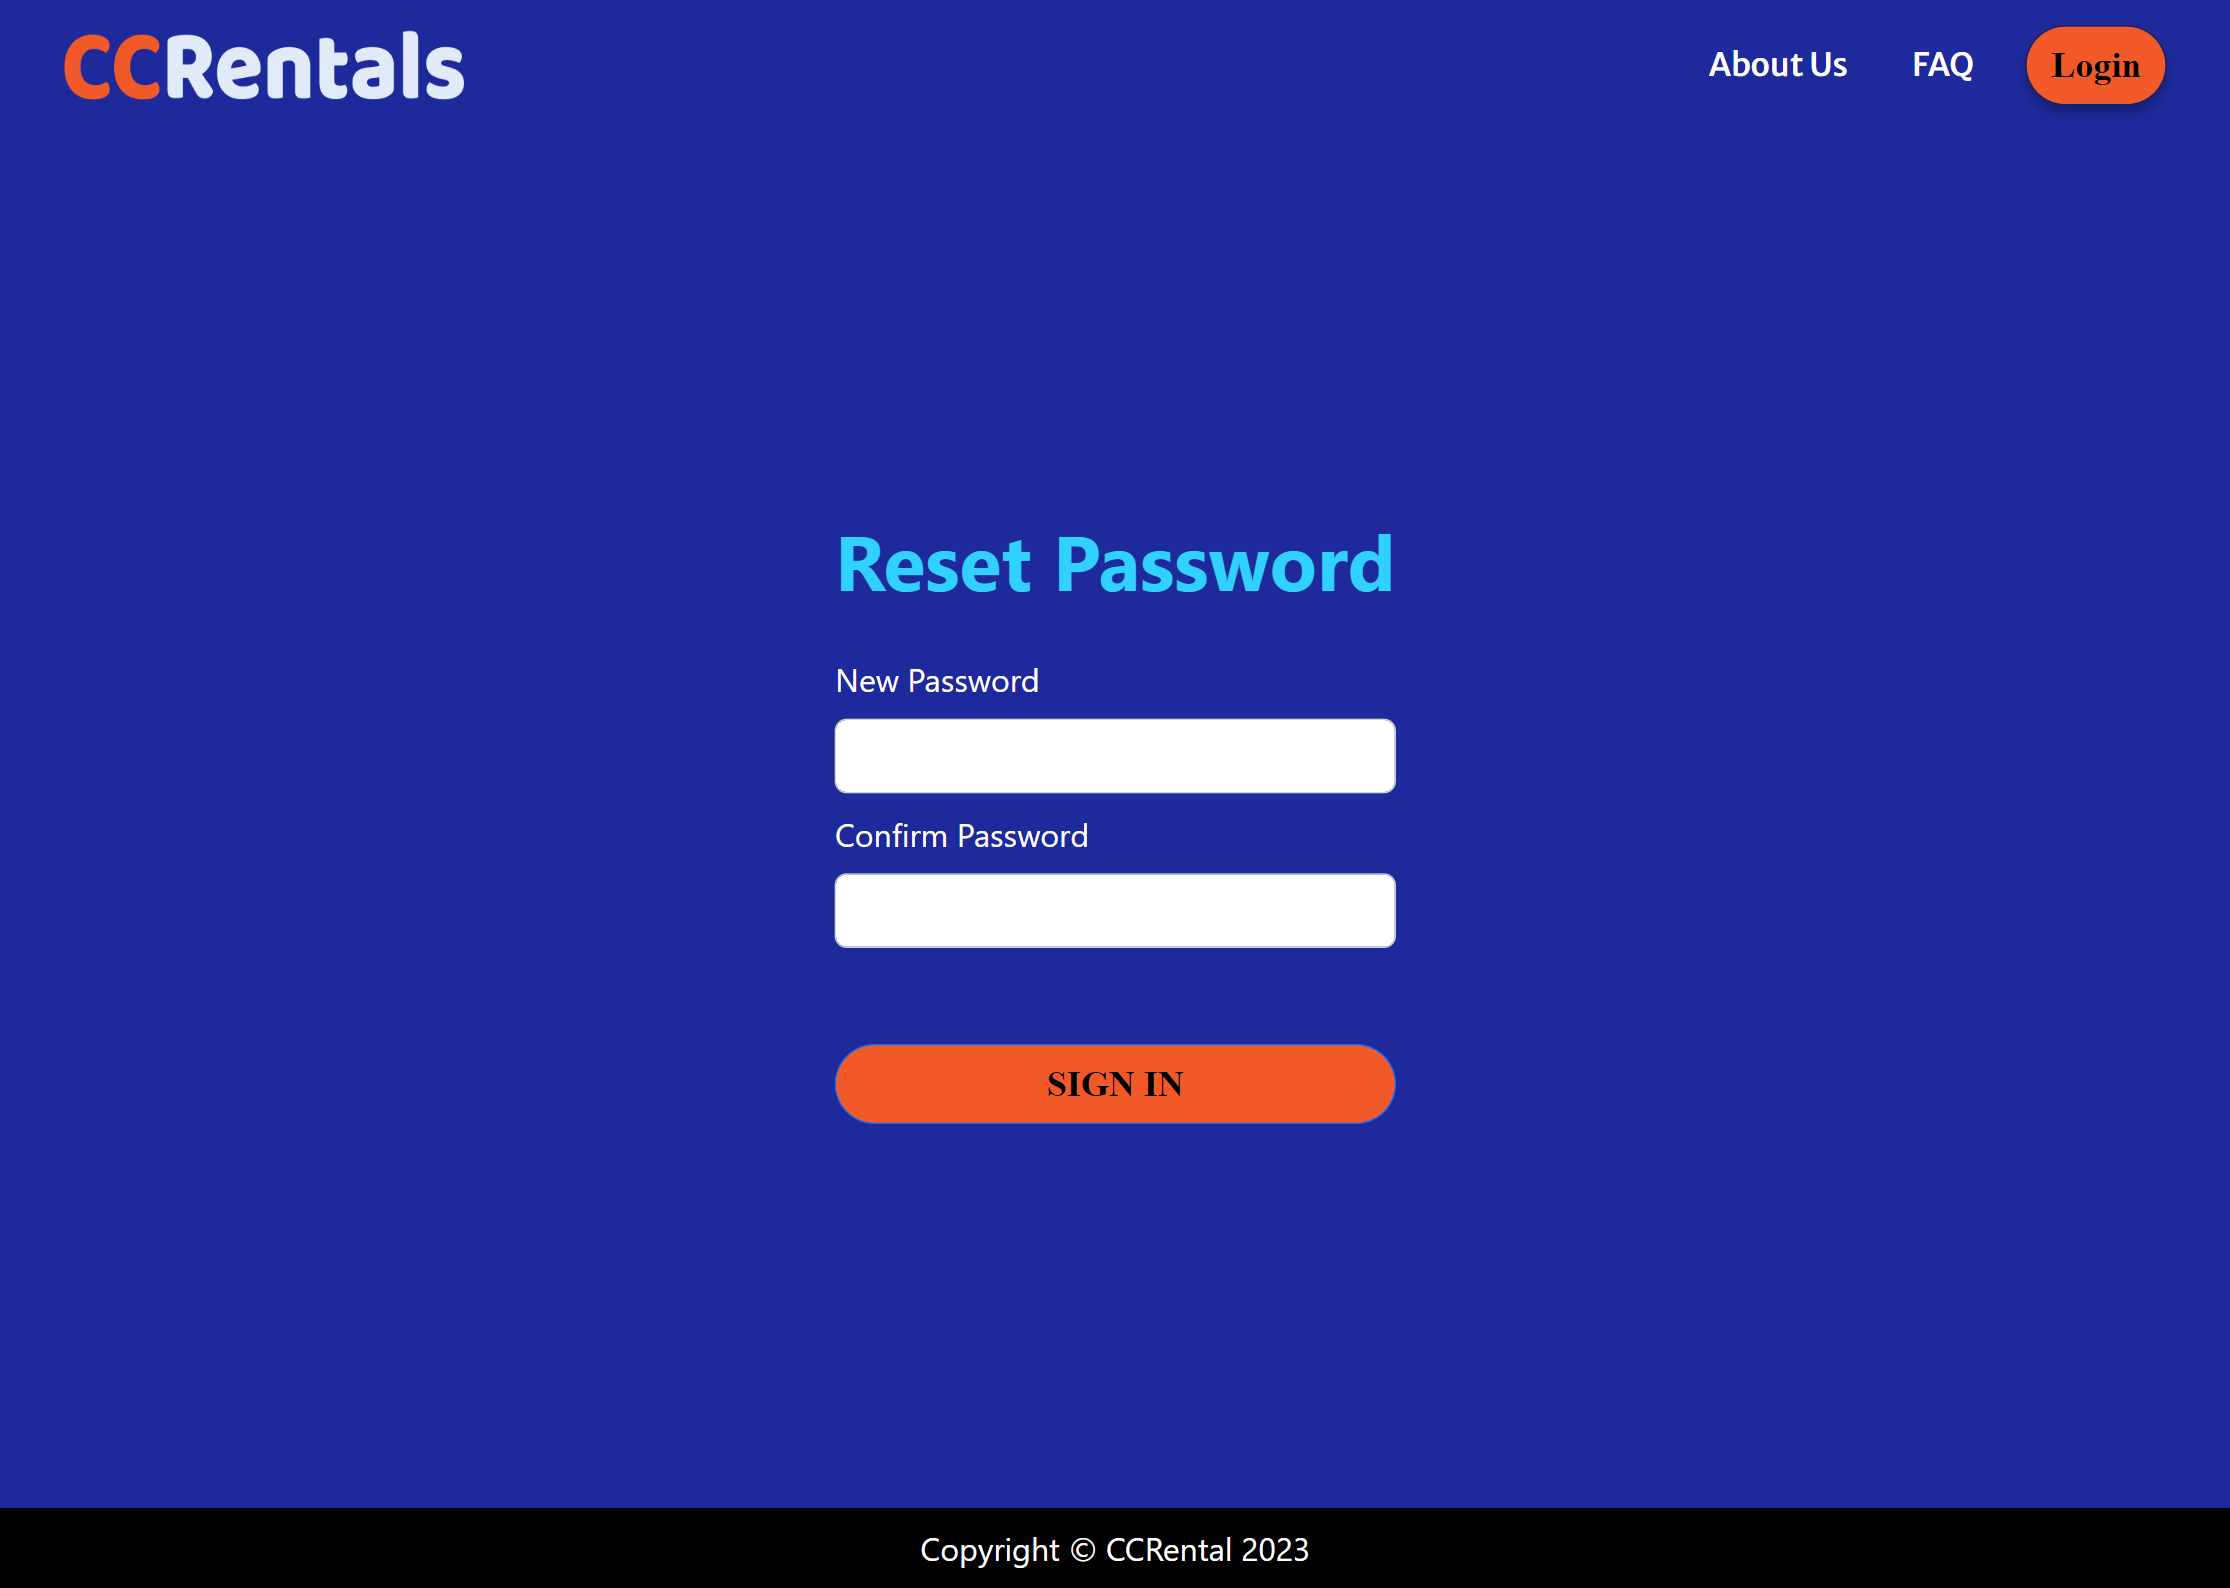 CCRentals
About Us
FAQ
Login
Reset Password
New Password
Confirm Password
SIGN IN
Copyright © CCRental 2023